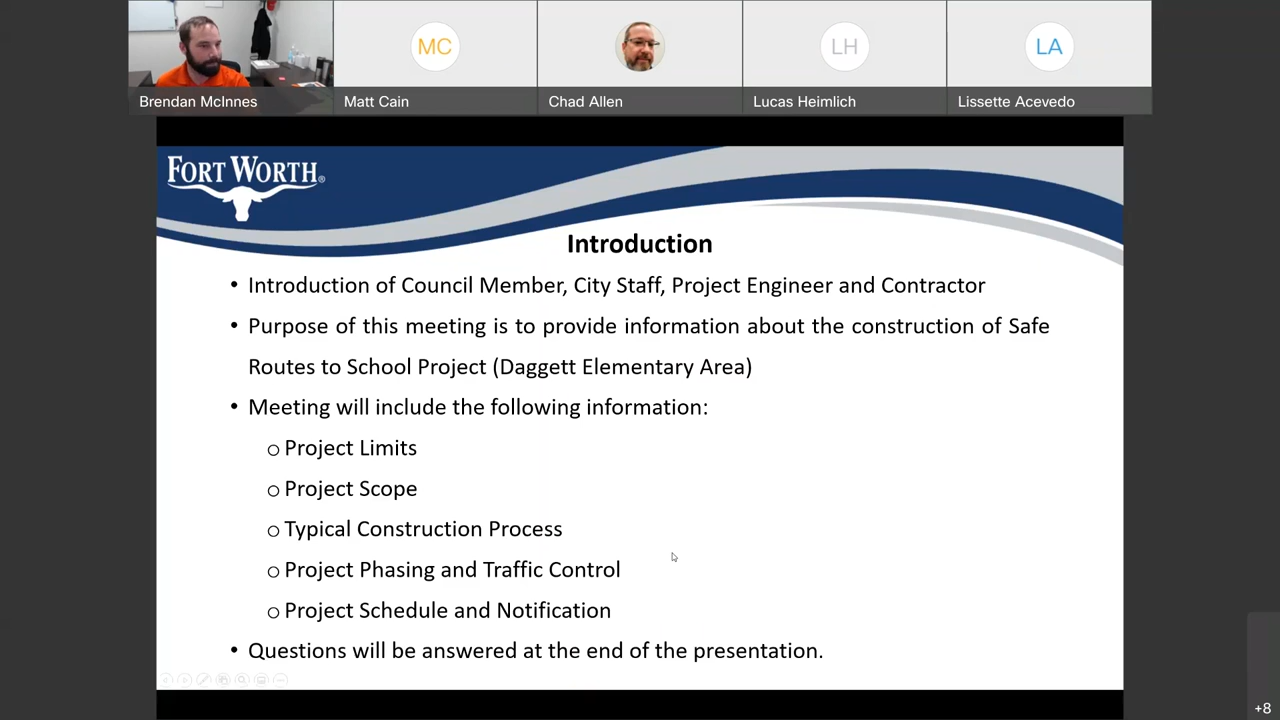 MC
LH
LA
Brendan McInnes
Matt Cain
Chad Allen
Lucas Heimlich
Lissette Acevedo
FORT WORTH®
Introduction
• Introduction of Council Member, City Staff, Project Engineer and Contractor
• Purpose of this meeting is to provide information about the construction of Safe
Routes to School Project (Daggett Elementary Area)
• Meeting will include the following information:
o Project Limits
o Project Scope
o Typical Construction Process
o Project Phasing and Traffic Control
o Project Schedule and Notification
• Questions will be answered at the end of the presentation.
+8